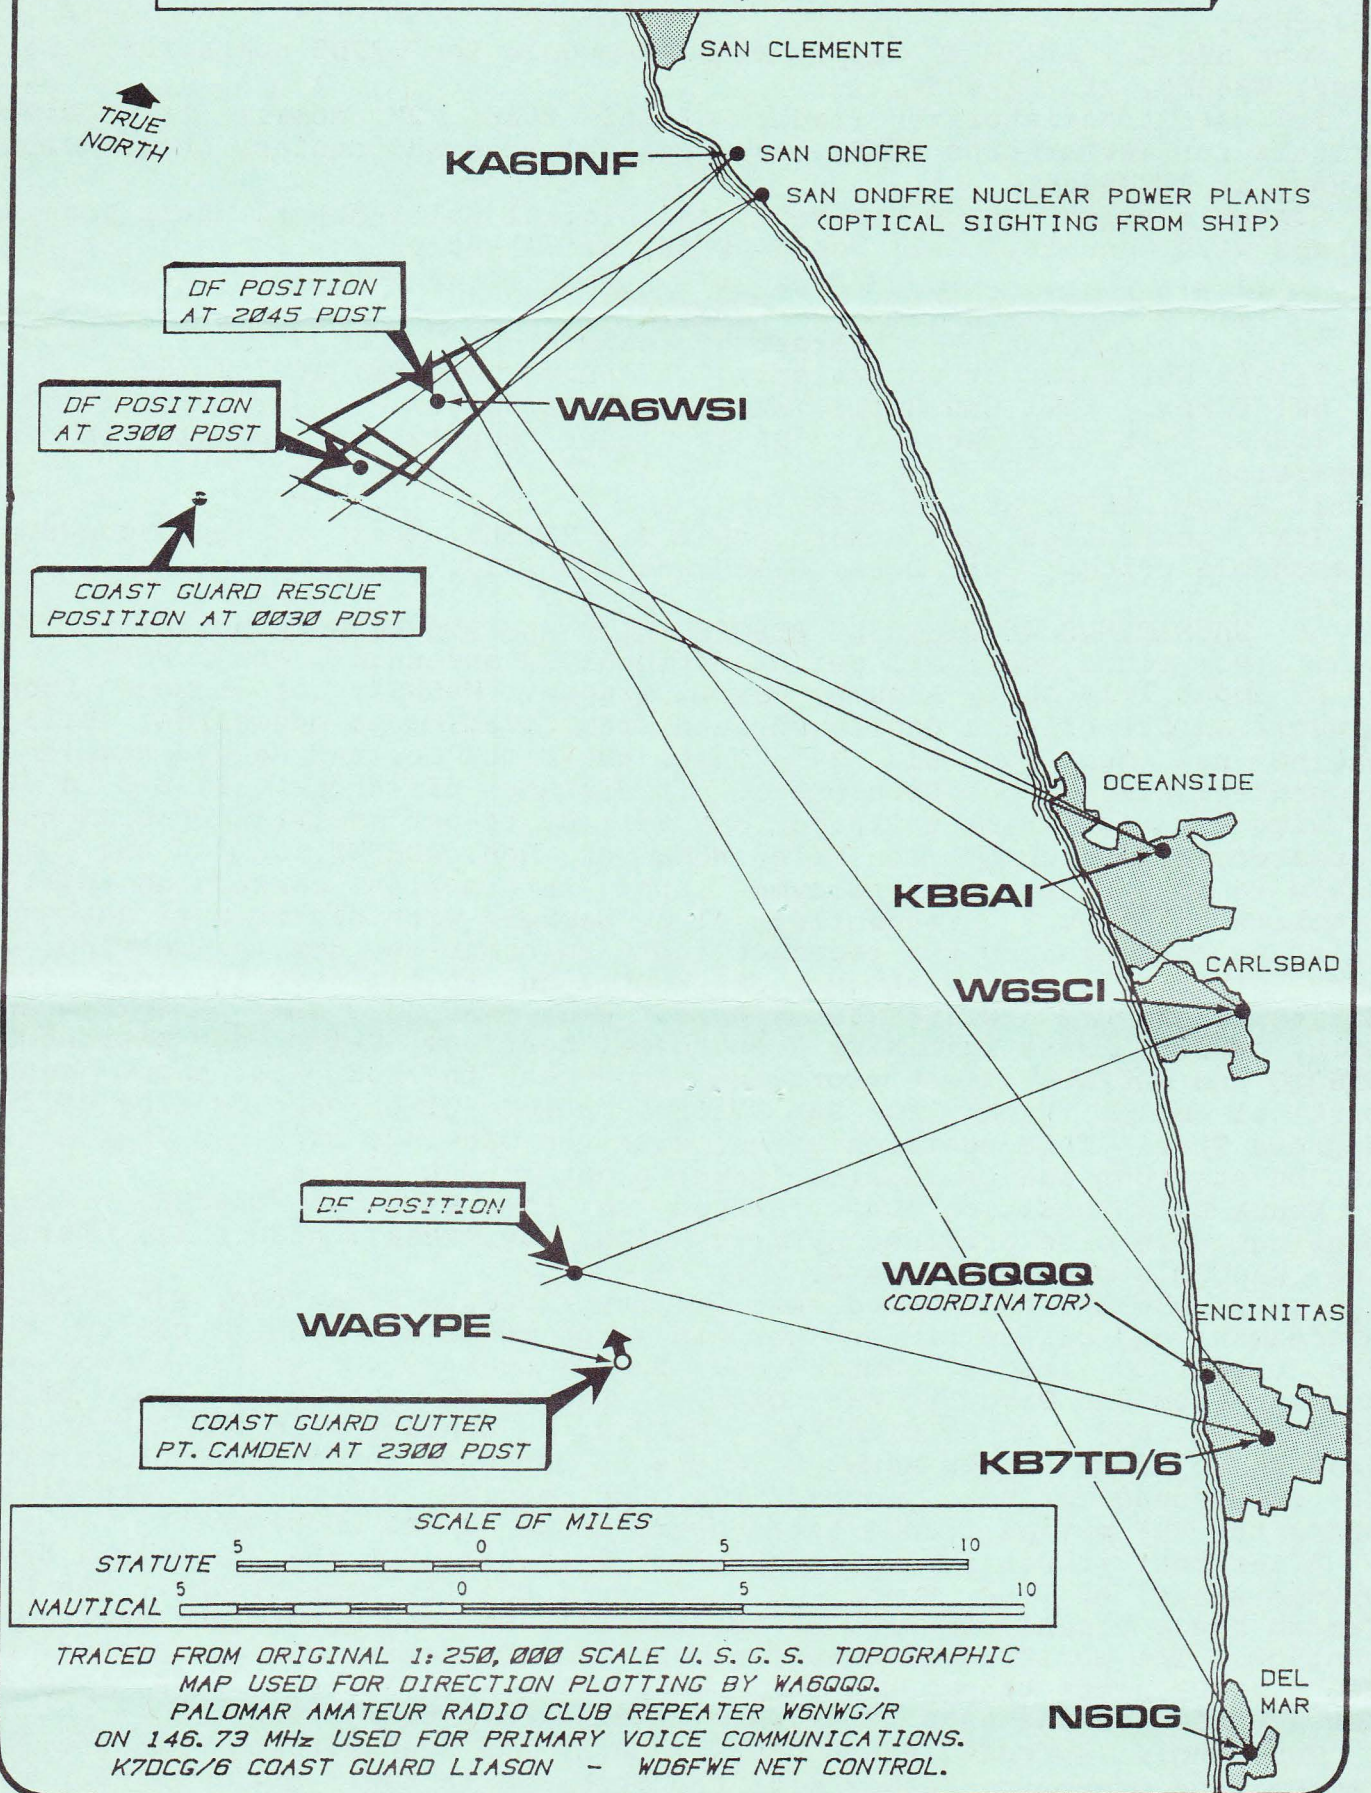 SAN CLEMENTE
TRUE
NORTH
KA6DNF
SAN ONOFRE
SAN ONOFRE NUCLEAR POWER PLANTS
(OPTICAL SIGHTING FROM SHIP)
DF POSITION
AT 2045 PDST
DF POSITION
AT 2300 PDST
WA6WSI
COAST GUARD RESCUE
POSITION AT 0030 PDST
OCEANSIDE
KB6AI
CARLSBAD
W6SCI
DF POSITION
WA6QQQ
(COORDINATOR)
ENCINITAS
WA6YPE
COAST GUARD CUTTER
PT. CAMDEN AT 2300 PDST
KB7TD/6
SCALE OF MILES
STATUTE 5 0 5 10
NAUTICAL 5 0 5 10
TRACED FROM ORIGINAL 1:250,000 SCALE U.S.G.S. TOPOGRAPHIC
MAP USED FOR DIRECTION PLOTTING BY WA6QQQ.
PALOMAR AMATEUR RADIO CLUB REPEATER W6NWG/R
ON 146.73 MHz USED FOR PRIMARY VOICE COMMUNICATIONS.
K7DCG/6 COAST GUARD LIASON - WD6FWE NET CONTROL.
DEL
MAR
N6DG